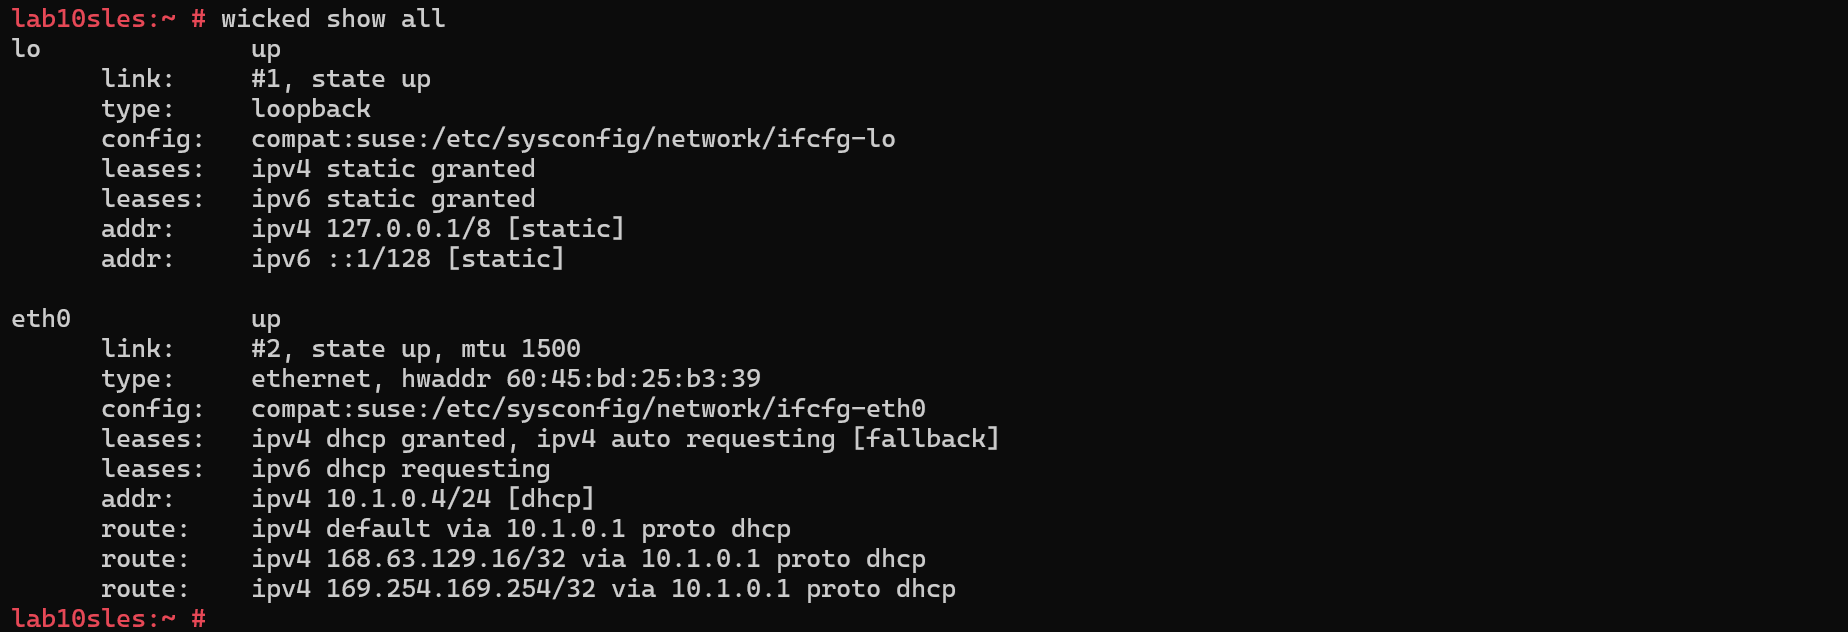 lab10sles:~ # wicked show all
lo              up
      link:     #1, state up
      type:     loopback
      config:   compat:suse:/etc/sysconfig/network/ifcfg-lo
      leases:   ipv4 static granted
      leases:   ipv6 static granted
      addr:     ipv4 127.0.0.1/8 [static]
      addr:     ipv6 ::1/128 [static]

eth0            up
      link:     #2, state up, mtu 1500
      type:     ethernet, hwaddr 60:45:bd:25:b3:39
      config:   compat:suse:/etc/sysconfig/network/ifcfg-eth0
      leases:   ipv4 dhcp granted, ipv4 auto requesting [fallback]
      leases:   ipv6 dhcp requesting
      addr:     ipv4 10.1.0.4/24 [dhcp]
      route:    ipv4 default via 10.1.0.1 proto dhcp
      route:    ipv4 168.63.129.16/32 via 10.1.0.1 proto dhcp
      route:    ipv4 169.254.169.254/32 via 10.1.0.1 proto dhcp
lab10sles:~ #